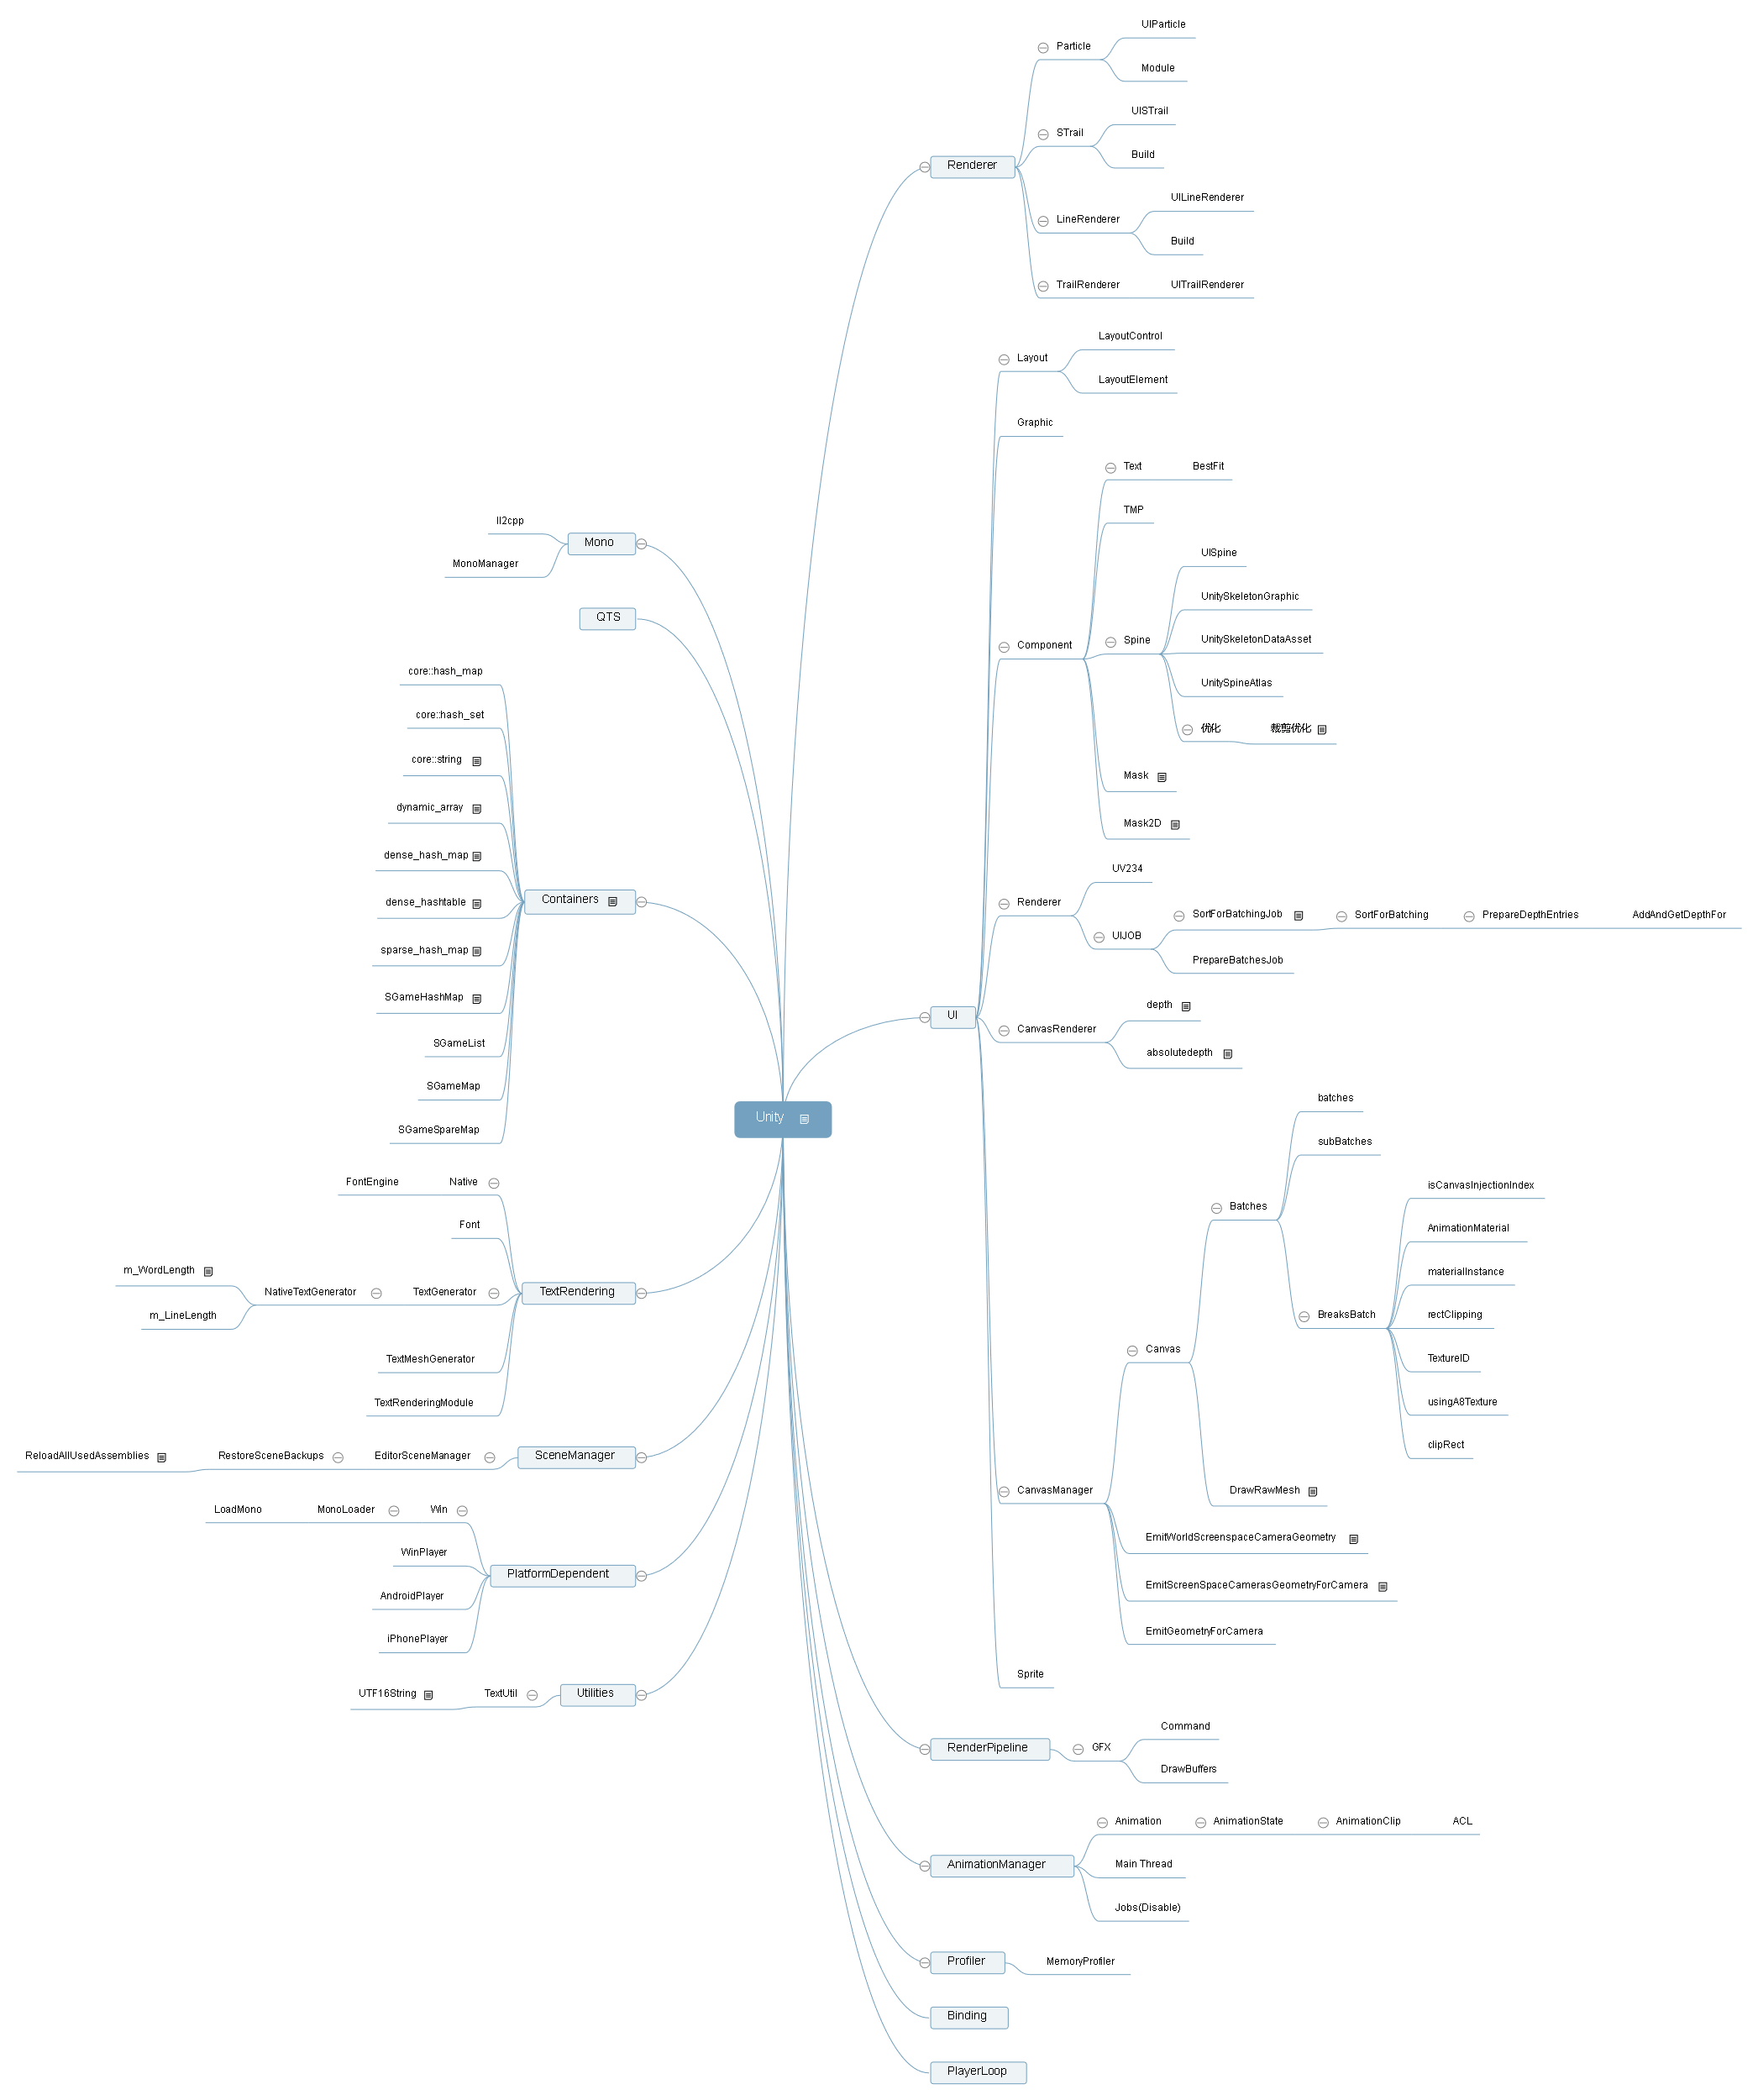 Unity
Renderer
Particle
UIParticle
Module
STrail
UISTrail
Build
LineRenderer
UILineRenderer
Build
TrailRenderer
UITrailRenderer
UI
Layout
LayoutControl
LayoutElement
Graphic
Component
Text
BestFit
TMP
Spine
UISpine
UnitySkeletonGraphic
UnitySkeletonDataAsset
UnitySpineAtlas
优化
裁剪优化
Mask
Mask2D
Renderer
UV234
UIJOB
SortForBatchingJob
SortForBatching
PrepareDepthEntries
AddAndGetDepthFor
PrepareBatchesJob
CanvasRenderer
depth
absolutedepth
CanvasManager
Canvas
Batches
batches
subBatches
BreaksBatch
isCanvasInjectionIndex
AnimationMaterial
materialInstance
rectClipping
TextureID
usingA8Texture
clipRect
DrawRawMesh
EmitWorldScreenspaceCameraGeometry
EmitScreenSpaceCamerasGeometryForCamera
EmitGeometryForCamera
Sprite
RenderPipeline
GFX
Command
DrawBuffers
AnimationManager
Animation
AnimationState
AnimationClip
ACL
Main Thread
Jobs(Disable)
Profiler
MemoryProfiler
Binding
PlayerLoop
Mono
Il2cpp
MonoManager
QTS
Containers
core::hash_map
core::hash_set
core::string
dynamic_array
dense_hash_map
dense_hashtable
sparse_hash_map
SGameHashMap
SGameList
SGameMap
SGameSpareMap
TextRendering
Native
FontEngine
Font
TextGenerator
NativeTextGenerator
m_WordLength
m_LineLength
TextMeshGenerator
TextRenderingModule
SceneManager
EditorSceneManager
RestoreSceneBackups
ReloadAllUsedAssemblies
PlatformDependent
Win
MonoLoader
LoadMono
WinPlayer
AndroidPlayer
iPhonePlayer
Utilities
TextUtil
UTF16String